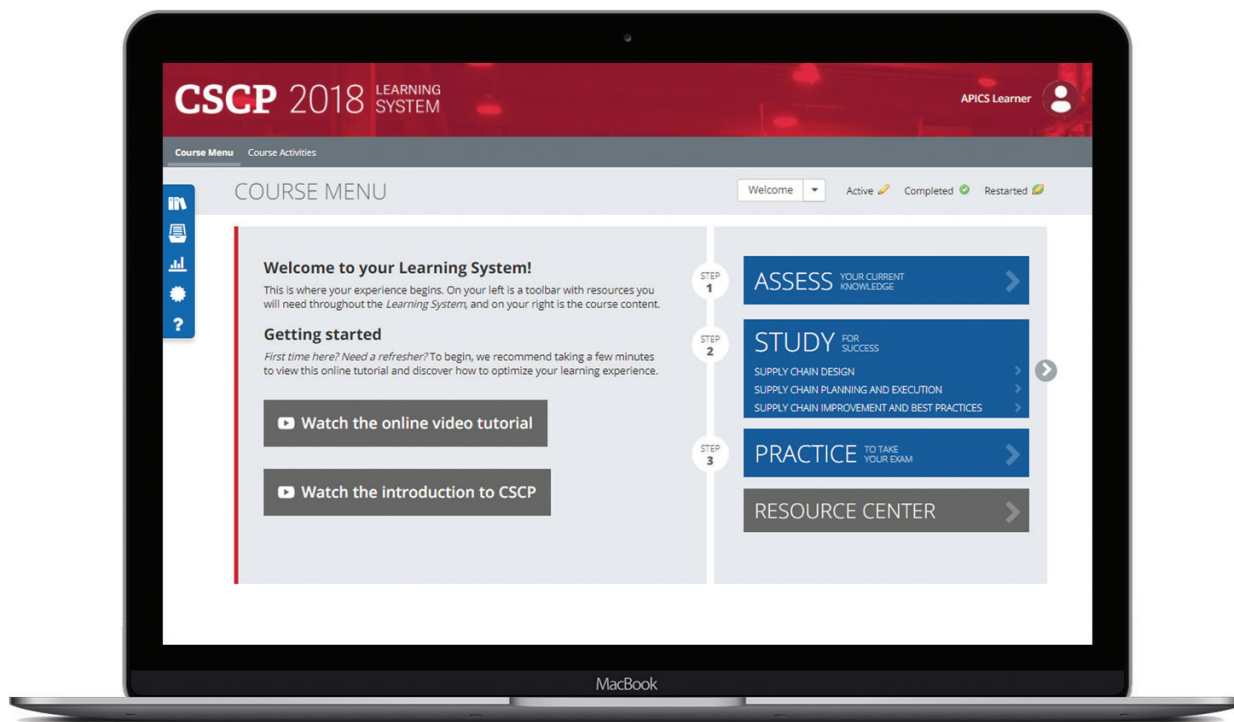 CSCP 2018 LEARNING
SYSTEM
APICS Learner
Course Menu Course Activities
COURSE MENU
Welcome
Active
Completed
Restarted
?
Welcome to your Learning System!
This is where your experience begins. On your left is a toolbar with resources you
will need throughout the Learning System, and on your right is the course content.
Getting started
First time here? Need a refresher? To begin, we recommend taking a few minutes
to view this online tutorial and discover how to optimize your learning experience.
Watch the online video tutorial
Watch the introduction to CSCP
STEP
1
ASSESS YOUR CURRENT
KNOWLEDGE
STEP
2
STUDY FOR
SUCCESS
SUPPLY CHAIN DESIGN
SUPPLY CHAIN PLANNING AND EXECUTION
SUPPLY CHAIN IMPROVEMENT AND BEST PRACTICES
STEP
3
PRACTICE TO TAKE
YOUR EXAM
RESOURCE CENTER
MacBook